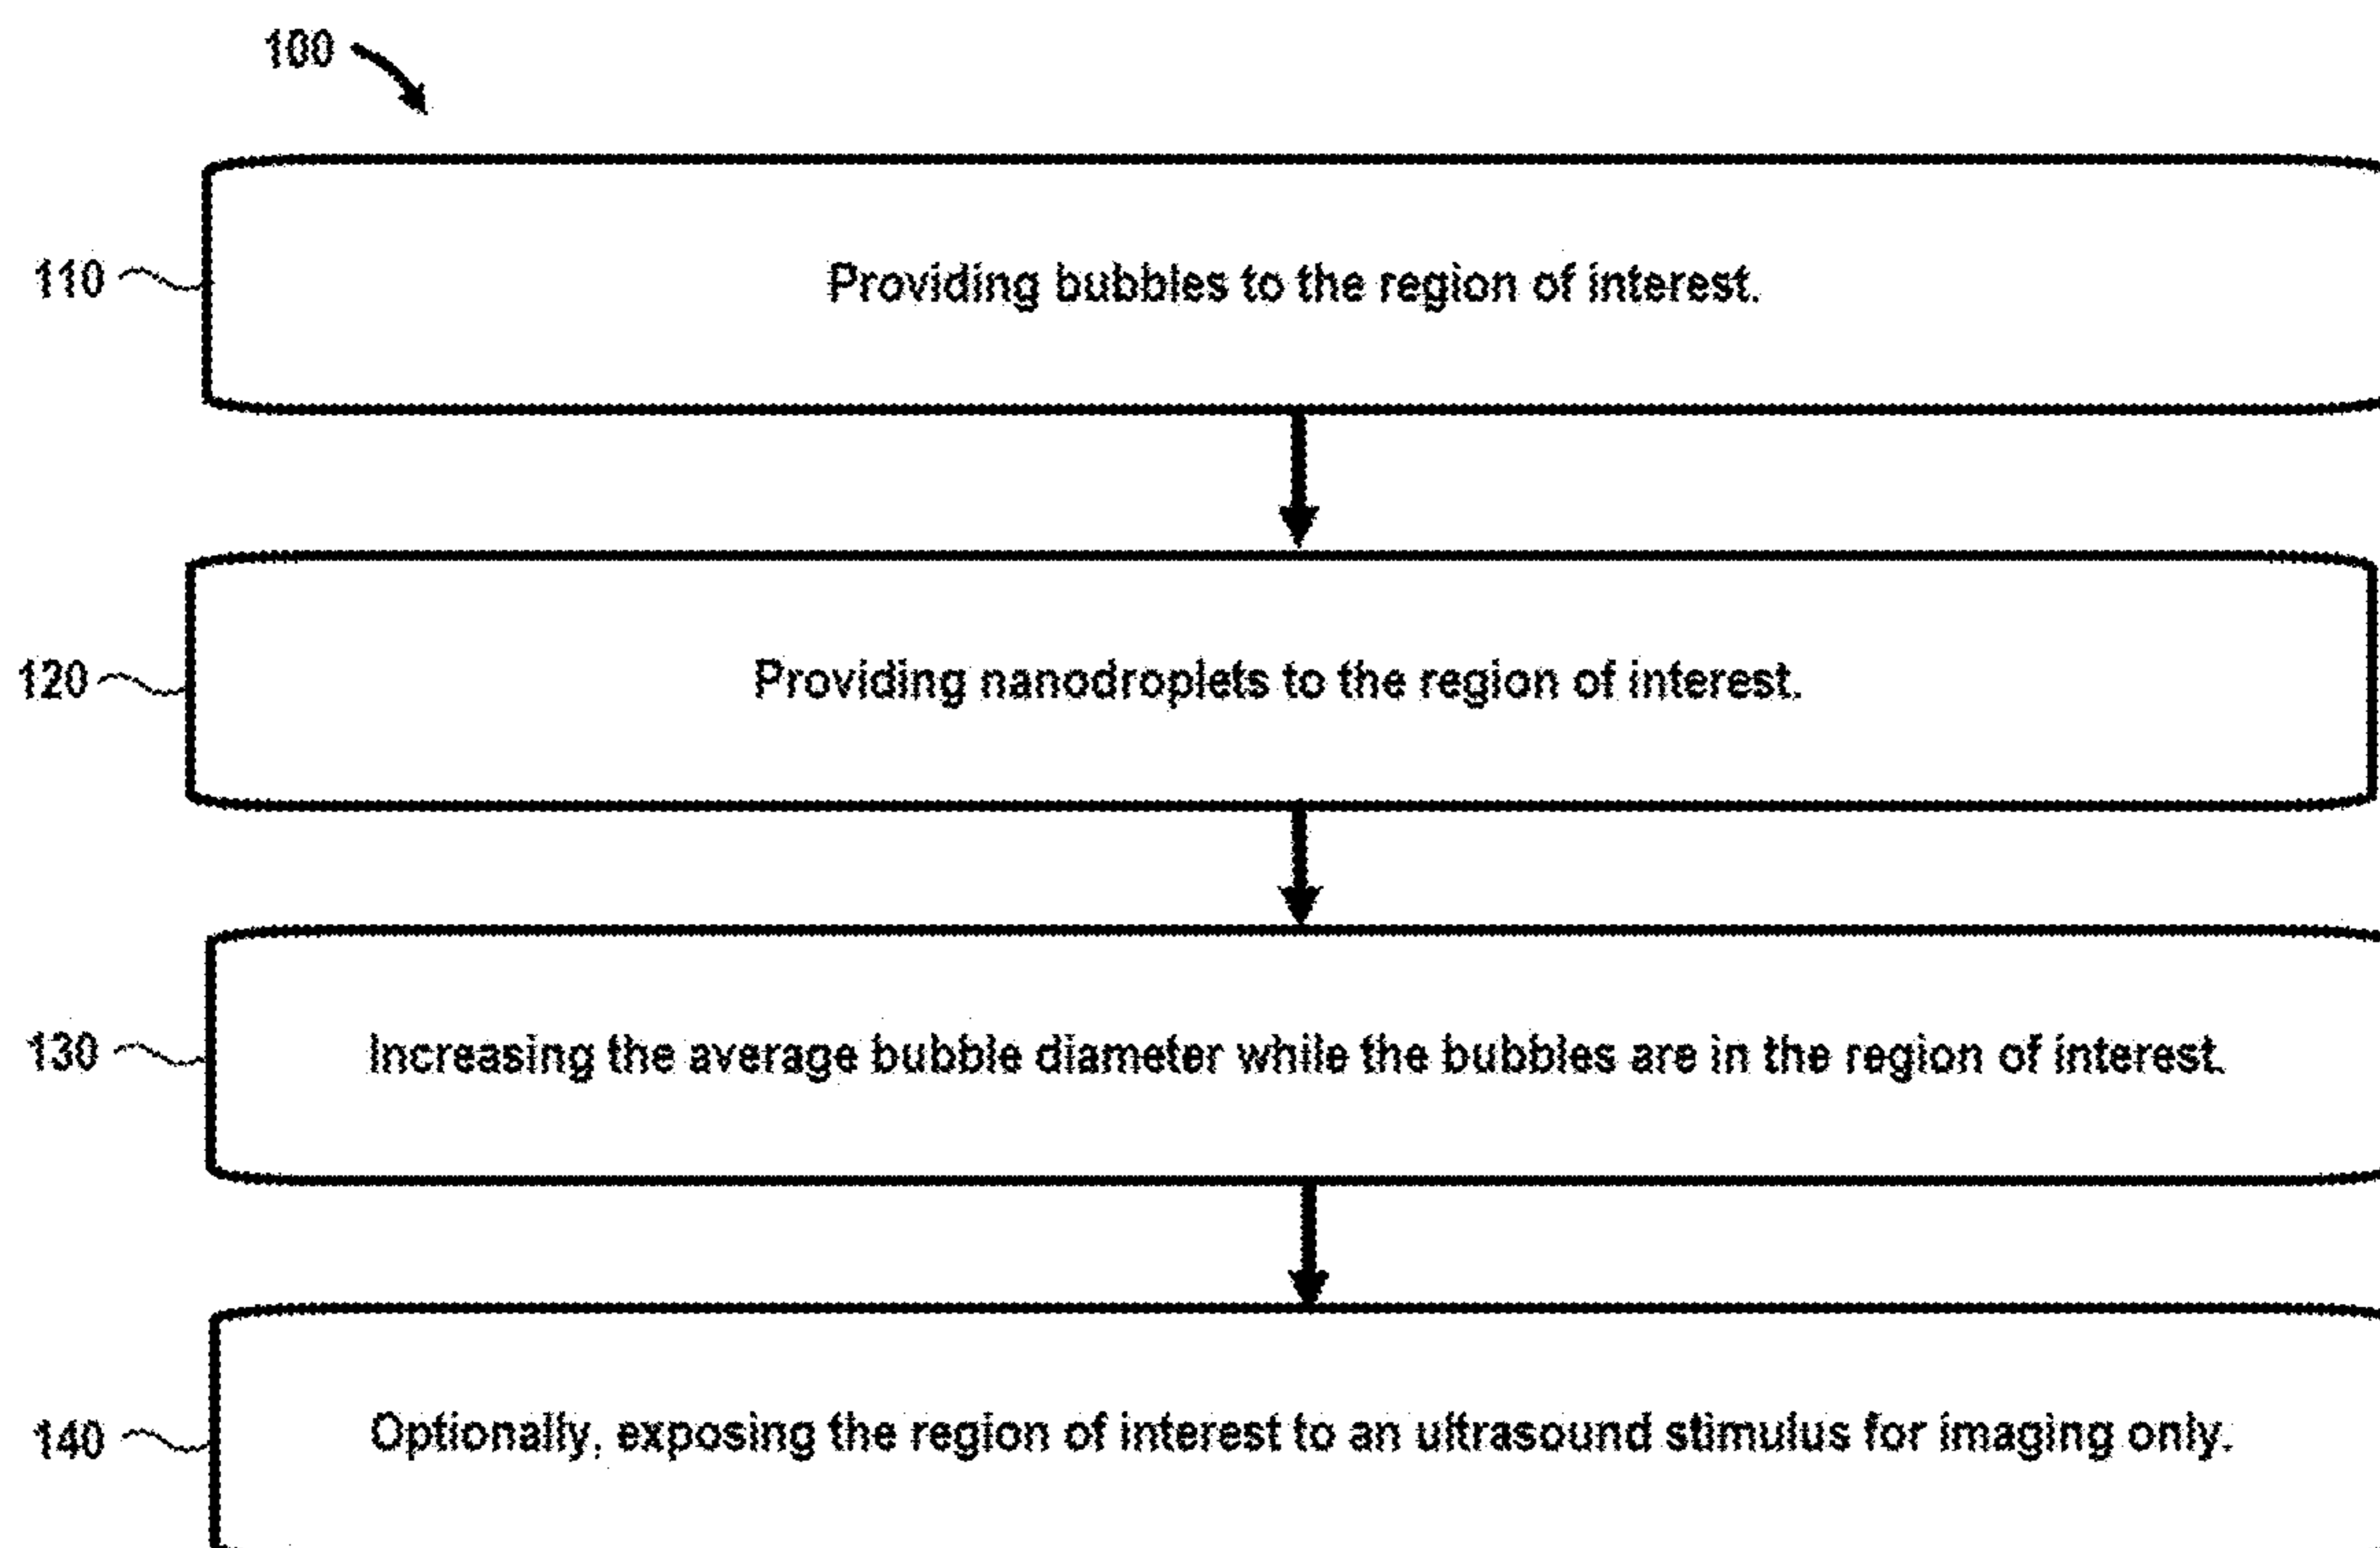 100
110
Providing bubbles to the region of interest.
120
Providing nanodroplets to the region of interest.
130
Increasing the average bubble diameter while the bubbles are in the region of interest.
140
Optionally, exposing the region of interest to an ultrasound stimulus for imaging only.